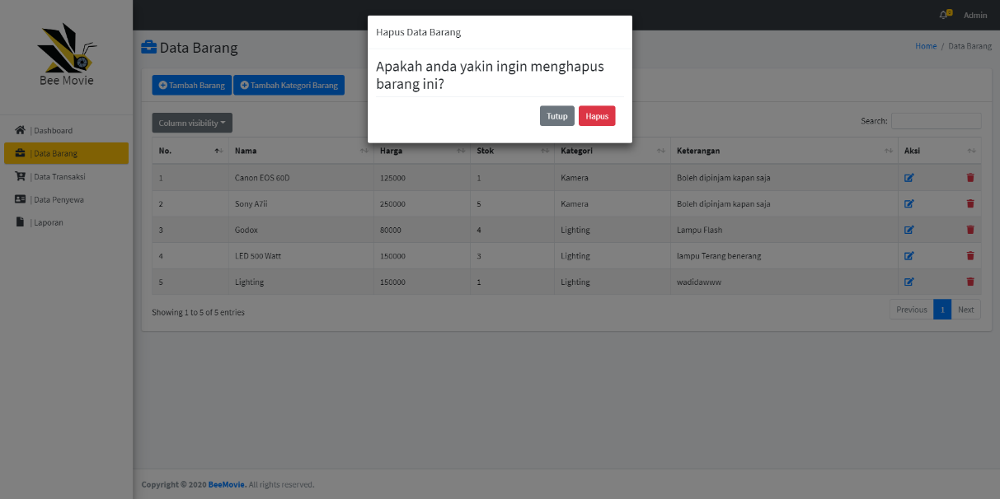 Bee Movie
| Dashboard
| Data Barang
| Data Transaksi
| Data Penyewa
| Laporan
0 Admin
Data Barang
Home / Data Barang
Hapus Data Barang
Apakah anda yakin ingin menghapus
barang ini?
Tutup Hapus
Tambah Barang Tambah Kategori Barang
Column visibility
Search:
No. Nama Harga Stok Kategori Keterangan Aksi
1 Canon EOS 60D 125000 1 Kamera Boleh dipinjam kapan saja
2 Sony A7ii 250000 5 Kamera Boleh dipinjam kapan saja
3 Godox 80000 4 Lighting Lampu Flash
4 LED 500 Watt 150000 3 Lighting lampu Terang benerang
5 Lighting 150000 1 Lighting wadidawww
Showing 1 to 5 of 5 entries
Previous 1 Next
Copyright © 2020 BeeMovie. All rights reserved.